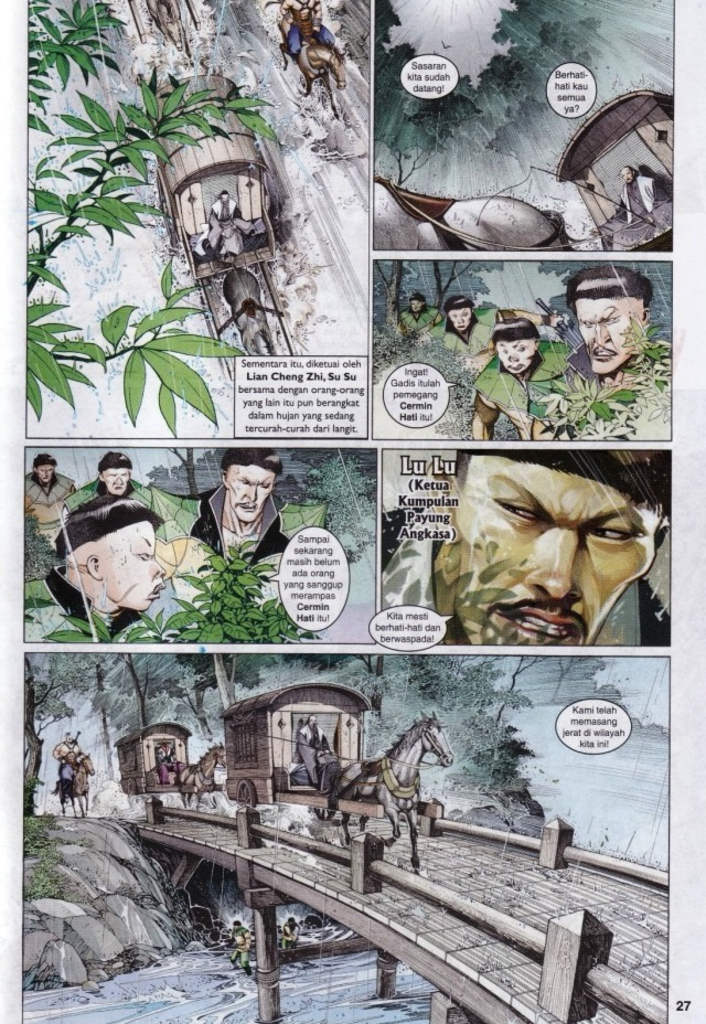 Sementara itu, diketuai oleh
Lian Cheng Zhi, Su Su
bersama dengan orang-orang
yang lain itu pun berangkat
dalam hujan yang sedang
tercurah-curah dari langit.
Sasaran
kita sudah
datang!
Berhati-
hati kau
semua
ya?
Ingat!
Gadis itulah
pemegang
Cermin
Hati itu!
Sampai
sekarang
masih belum
ada orang
yang sanggup
merampas
Cermin
Hati itu!
Lu Lu
(Ketua
Kumpulan
Payung
Angkasa)
Kita mesti
berhati-hati dan
berwaspada!
Kami telah
memasang
jerat di wilayah
kita ini!
27